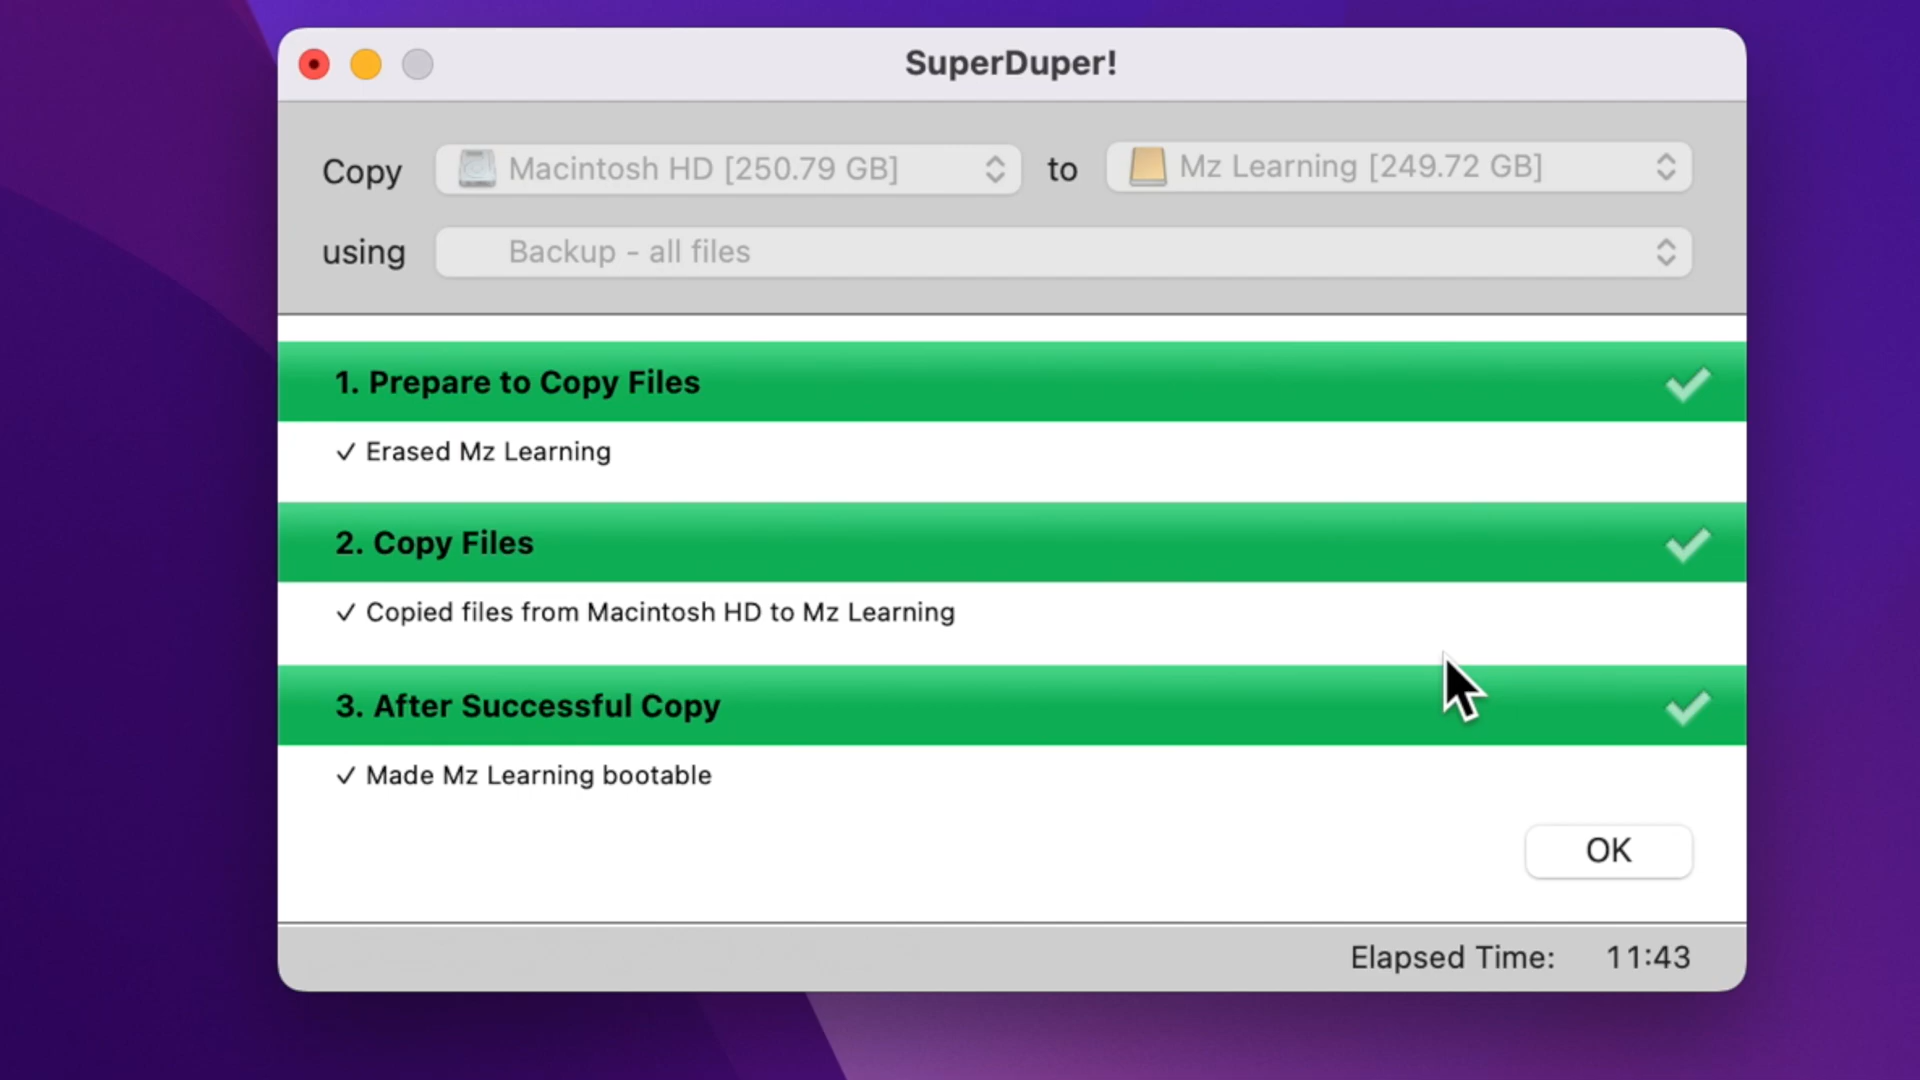 SuperDuper!
Copy Macintosh HD [250.79 GB] to Mz Learning [249.72 GB]
using Backup - all files
1. Prepare to Copy Files
✓ Erased Mz Learning
2. Copy Files
✓ Copied files from Macintosh HD to Mz Learning
3. After Successful Copy
✓ Made Mz Learning bootable
OK
Elapsed Time: 11:43